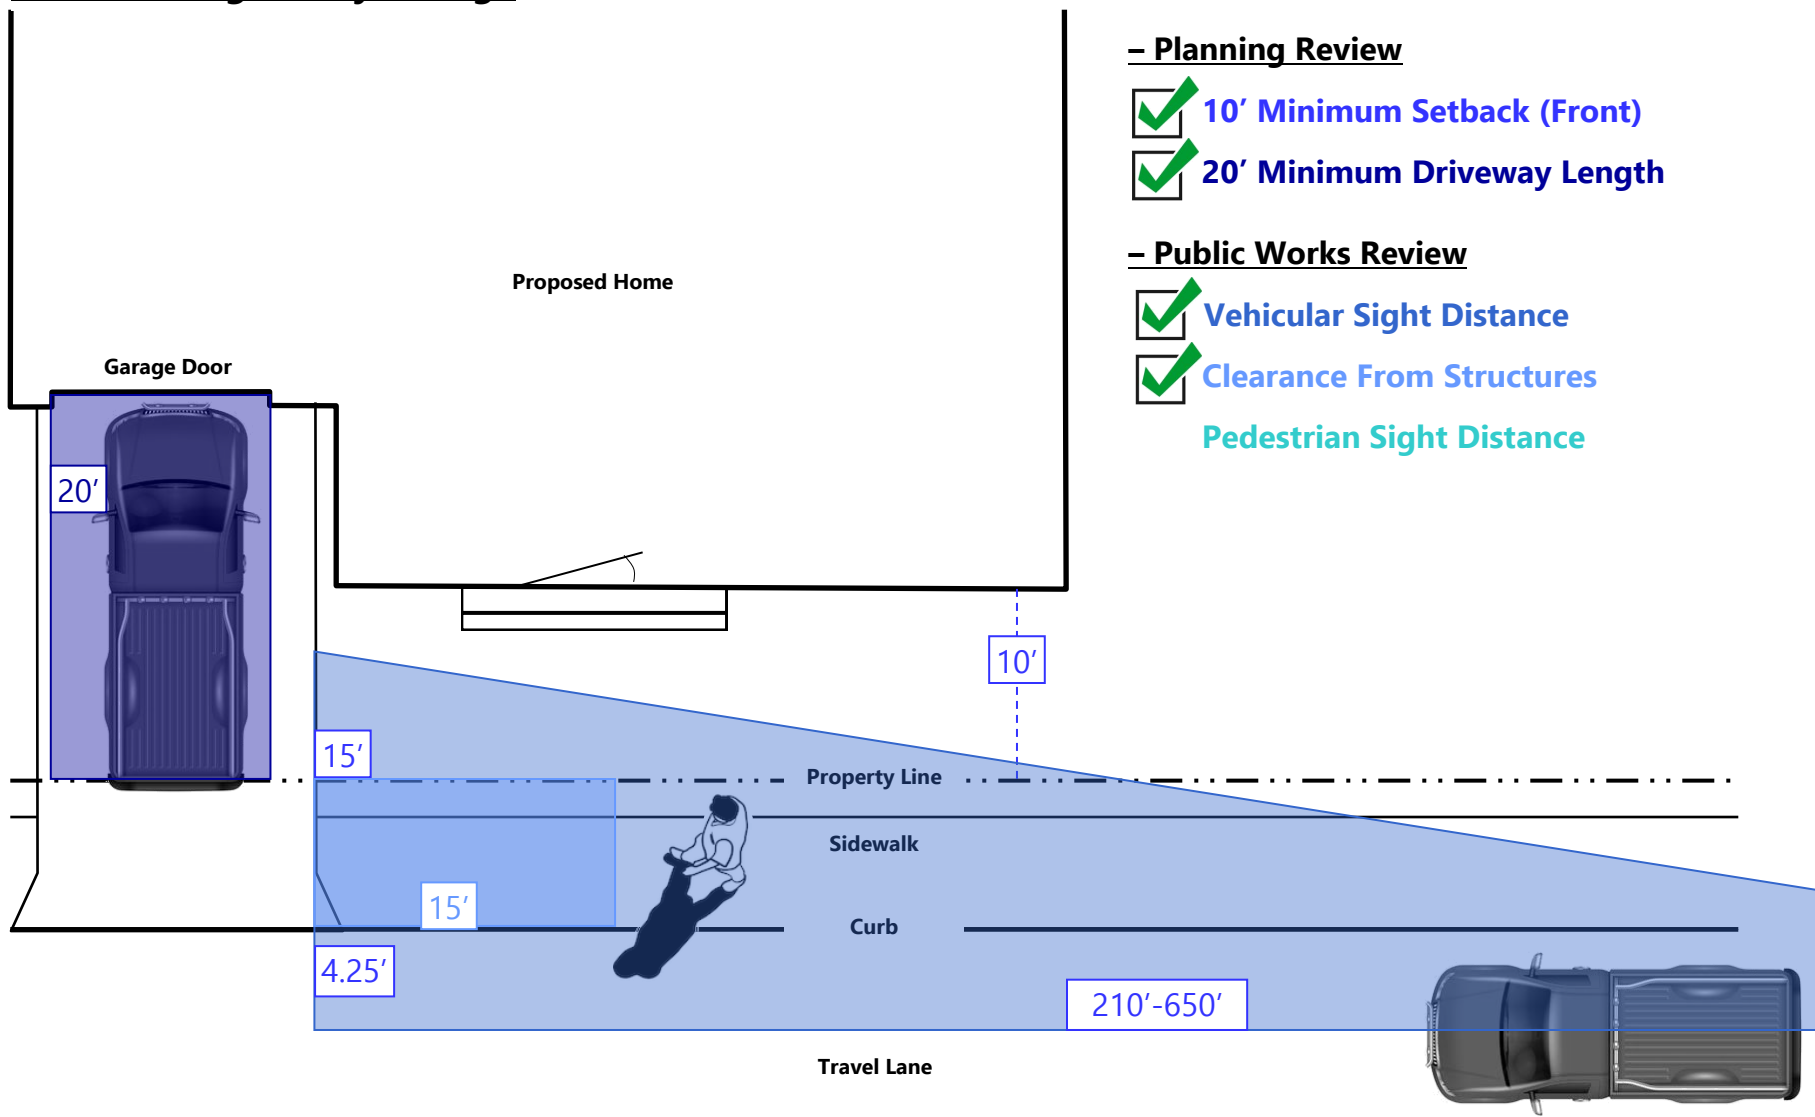 – Planning Review
10’ Minimum Setback (Front)
20’ Minimum Driveway Length
– Public Works Review
Vehicular Sight Distance
Clearance From Structures
Pedestrian Sight Distance
Proposed Home
Garage Door
20’
10’
15’
Property Line
Sidewalk
15’
Curb
4.25’
210’-650’
Travel Lane